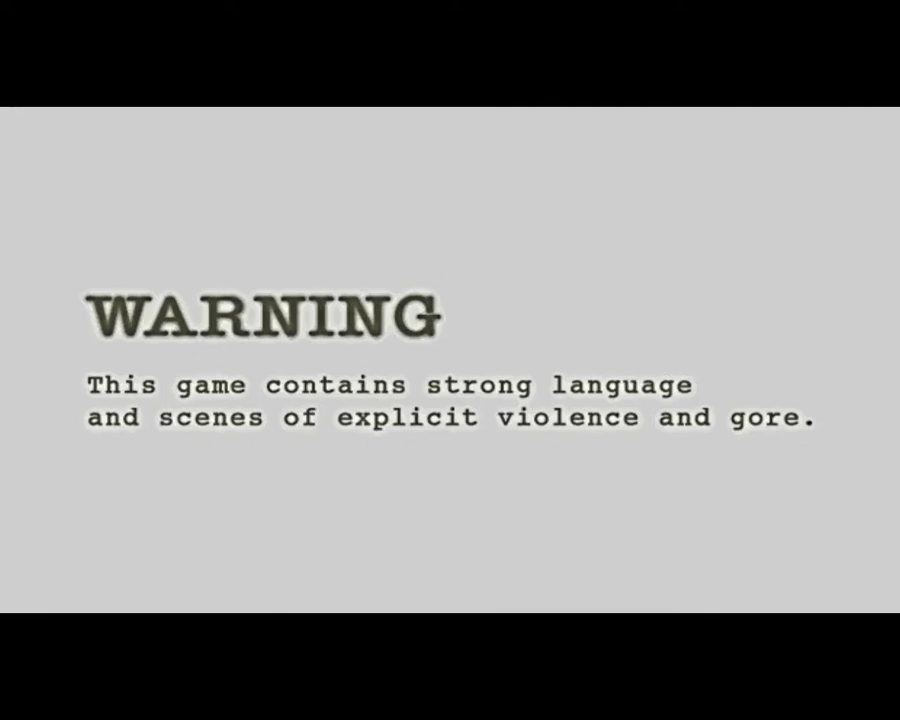 WARNING
This game contains strong language
and scenes of explicit violence and gore.